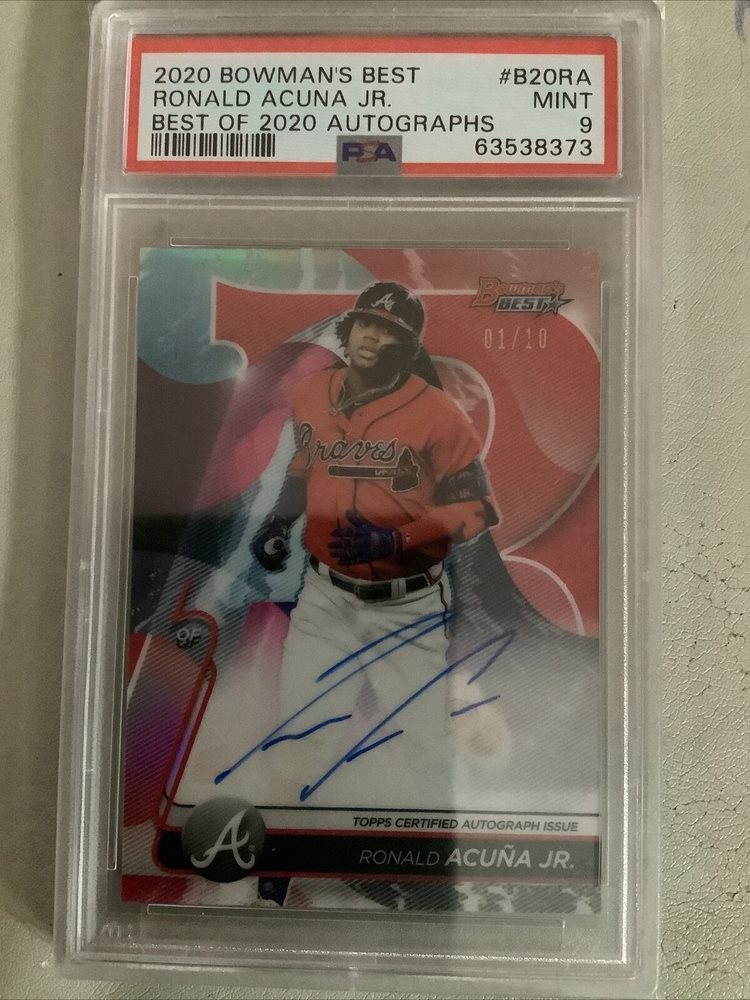 2020 BOWMAN'S BEST #B20RA
RONALD ACUNA JR. MINT
BEST OF 2020 AUTOGRAPHS 9
PSA 63538373
Bowman's
BEST
01/10
A
Braves
OF
TOPPS CERTIFIED AUTOGRAPH ISSUE
A
RONALD ACUÑA JR.